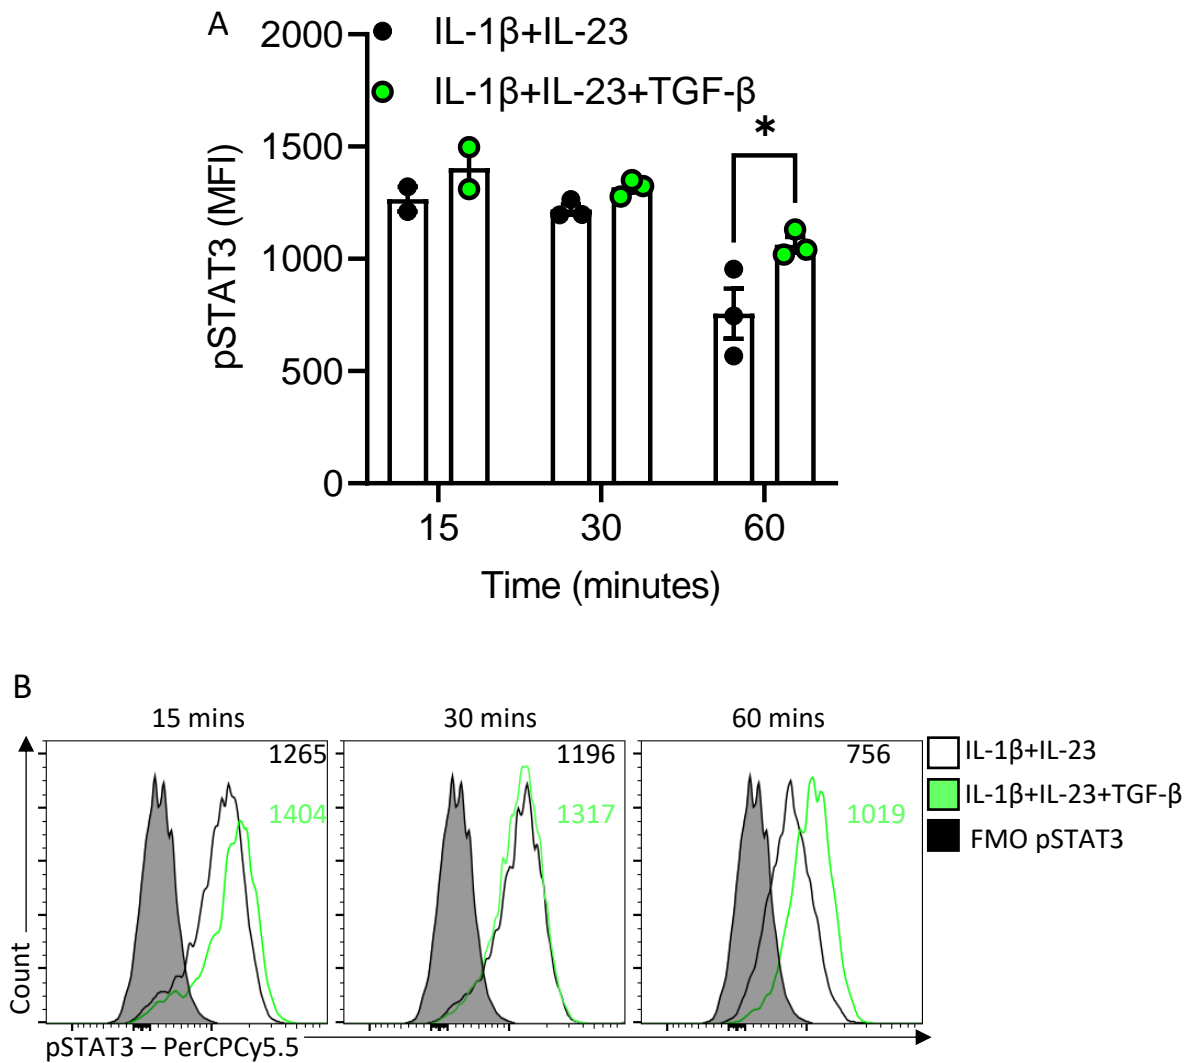 A
2000
IL-1β+IL-23
IL-1β+IL-23+TGF-β
*
1500
1000
500
0
pSTAT3 (MFI)
15 30 60
Time (minutes)
B
15 mins 30 mins 60 mins
1265 1196 756
1404 1317 1019
IL-1β+IL-23
IL-1β+IL-23+TGF-β
FMO pSTAT3
Count
pSTAT3 – PerCPCy5.5